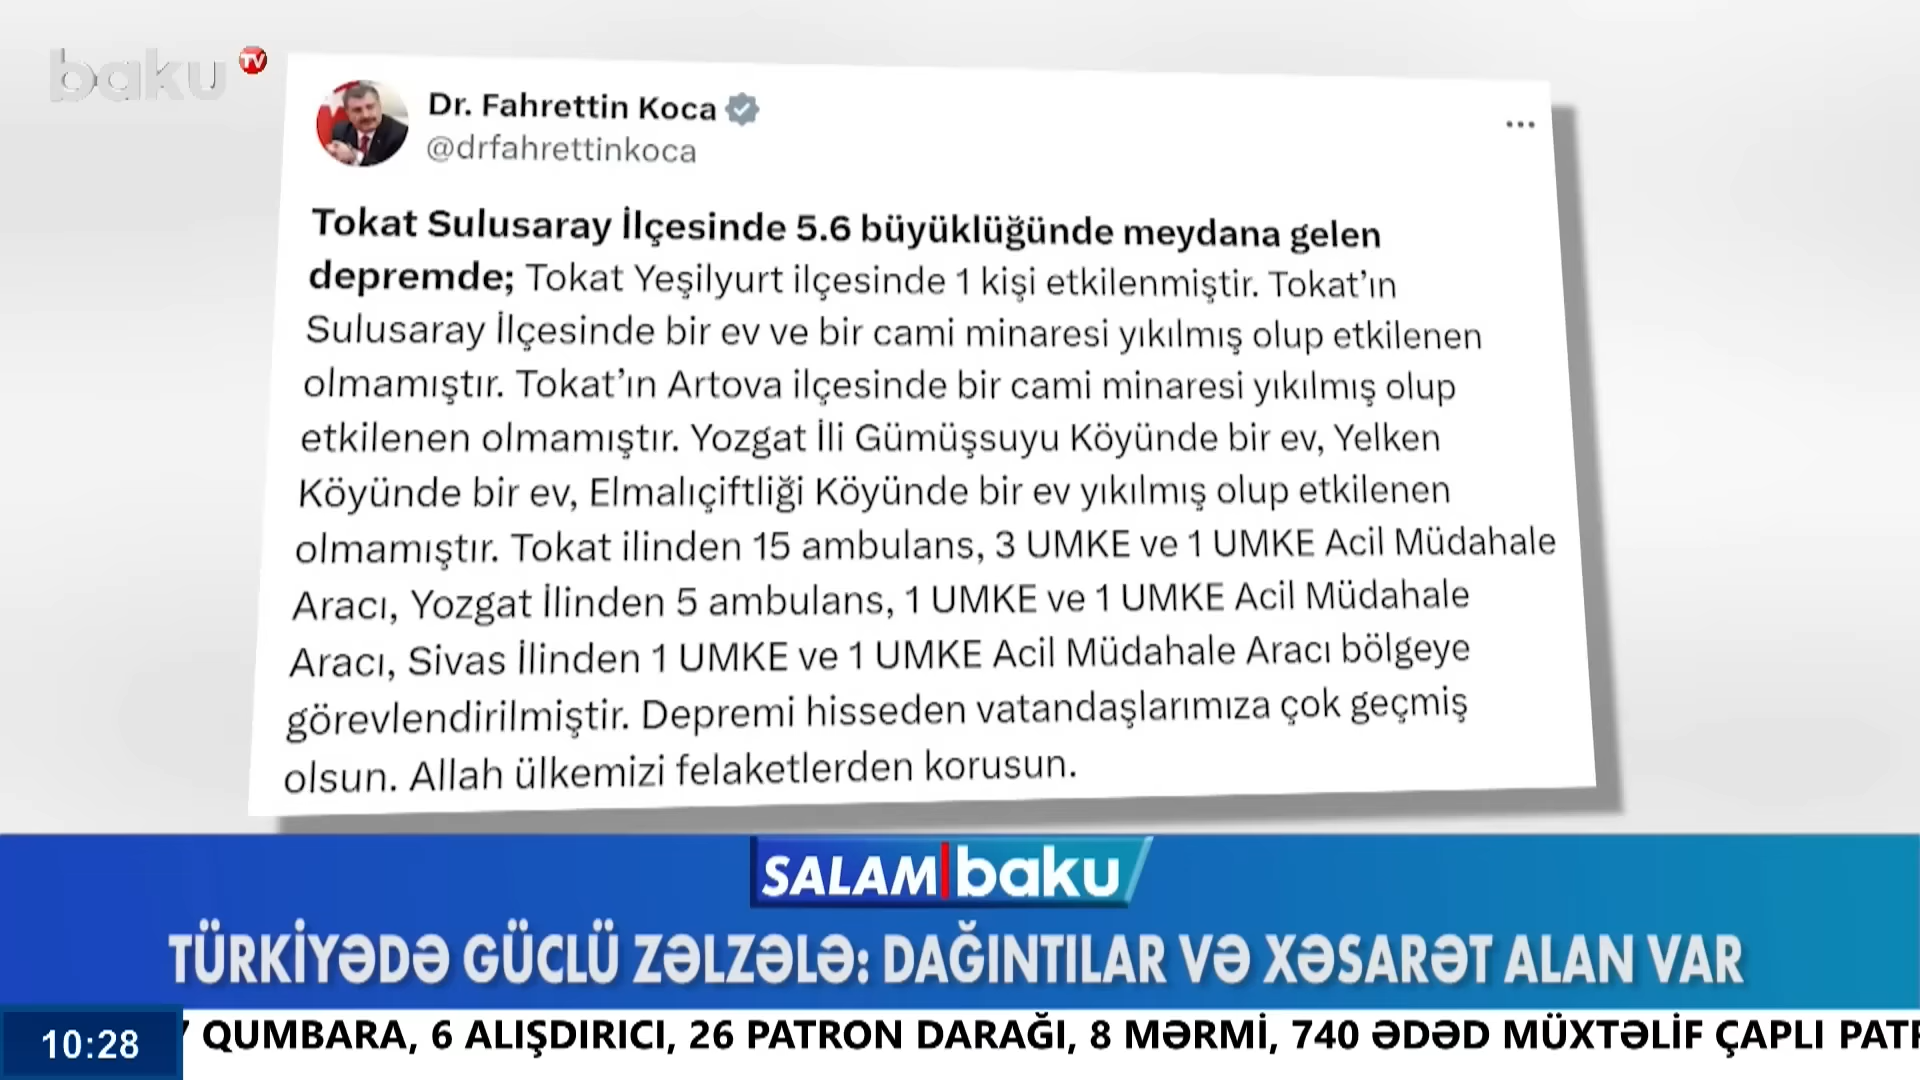 baku TV
Dr. Fahrettin Koca
@drfahrettinkoca
Tokat Sulusaray İlçesinde 5.6 büyüklüğünde meydana gelen
depremde; Tokat Yeşilyurt ilçesinde 1 kişi etkilenmiştir. Tokat’ın
Sulusaray İlçesinde bir ev ve bir cami minaresi yıkılmış olup etkilenen
olmamıştır. Tokat’ın Artova ilçesinde bir cami minaresi yıkılmış olup
etkilenen olmamıştır. Yozgat İli Gümüşsuyu Köyünde bir ev, Yelken
Köyünde bir ev, Elmalıçiftliği Köyünde bir ev yıkılmış olup etkilenen
olmamıştır. Tokat ilinden 15 ambulans, 3 UMKE ve 1 UMKE Acil Müdahale
Aracı, Yozgat İlinden 5 ambulans, 1 UMKE ve 1 UMKE Acil Müdahale
Aracı, Sivas İlinden 1 UMKE ve 1 UMKE Acil Müdahale Aracı bölgeye
görevlendirilmiştir. Depremi hisseden vatandaşlarımıza çok geçmiş
olsun. Allah ülkemizi felaketlerden korusun.
SALAM baku
TÜRKİYƏDƏ GÜCLÜ ZƏLZƏLƏ: DAĞINTILAR VƏ XƏSARƏT ALAN VAR
10:28
7 QUMBARA, 6 ALIŞDIRICI, 26 PATRON DARAĞI, 8 MƏRMİ, 740 ƏDƏD MÜXTƏLİF ÇAPLI PATR